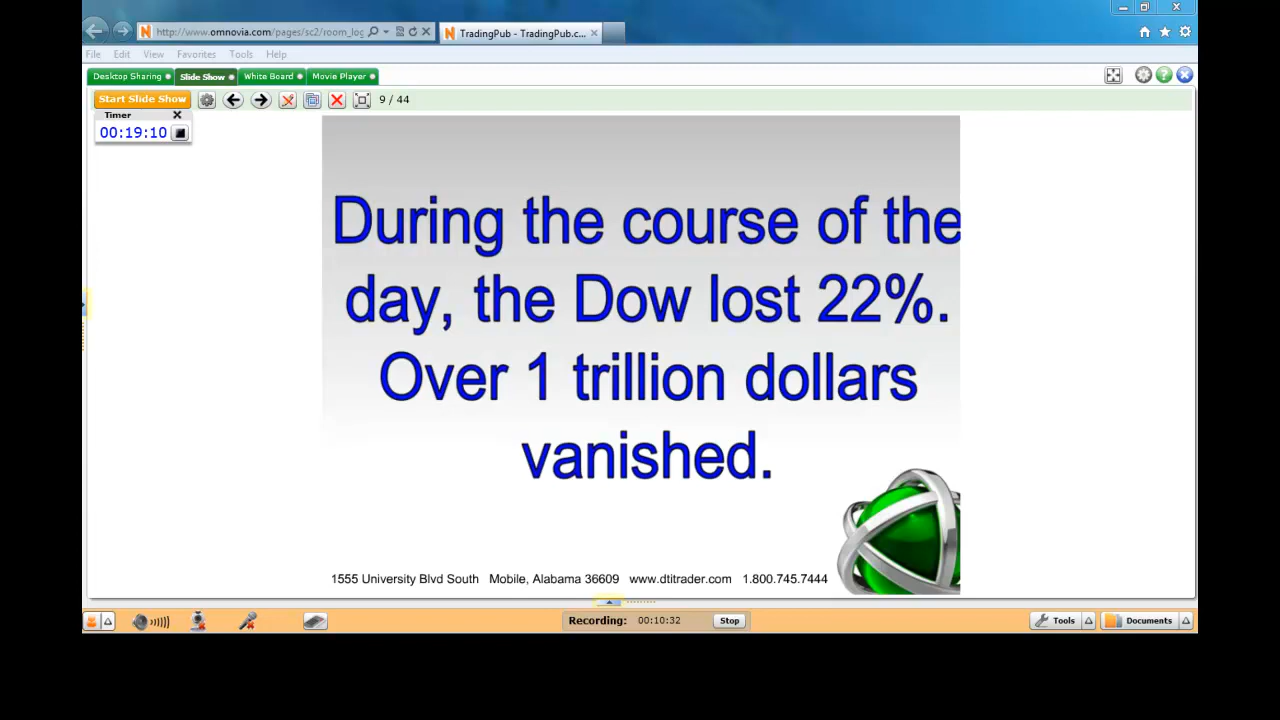 http://www.omnovia.com/pages/sc2/room_log
TradingPub - TradingPub.c...
File Edit View Favorites Tools Help
Desktop Sharing Slide Show White Board Movie Player
Start Slide Show 9 / 44
Timer
00:19:10
During the course of the
day, the Dow lost 22%.
Over 1 trillion dollars
vanished.
1555 University Blvd South Mobile, Alabama 36609 www.dtitrader.com 1.800.745.7444
Recording: 00:10:32 Stop Tools Documents